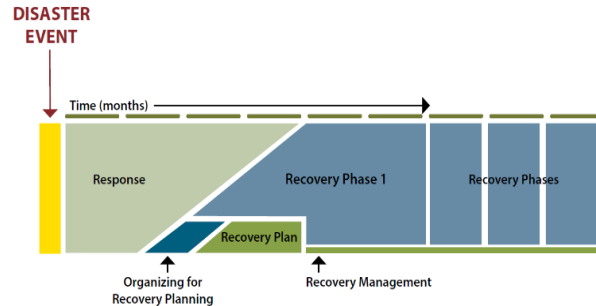 DISASTER
EVENT
Time (months)
Response
Recovery Phase 1
Recovery Phases
Recovery Plan
Organizing for
Recovery Planning
Recovery Management